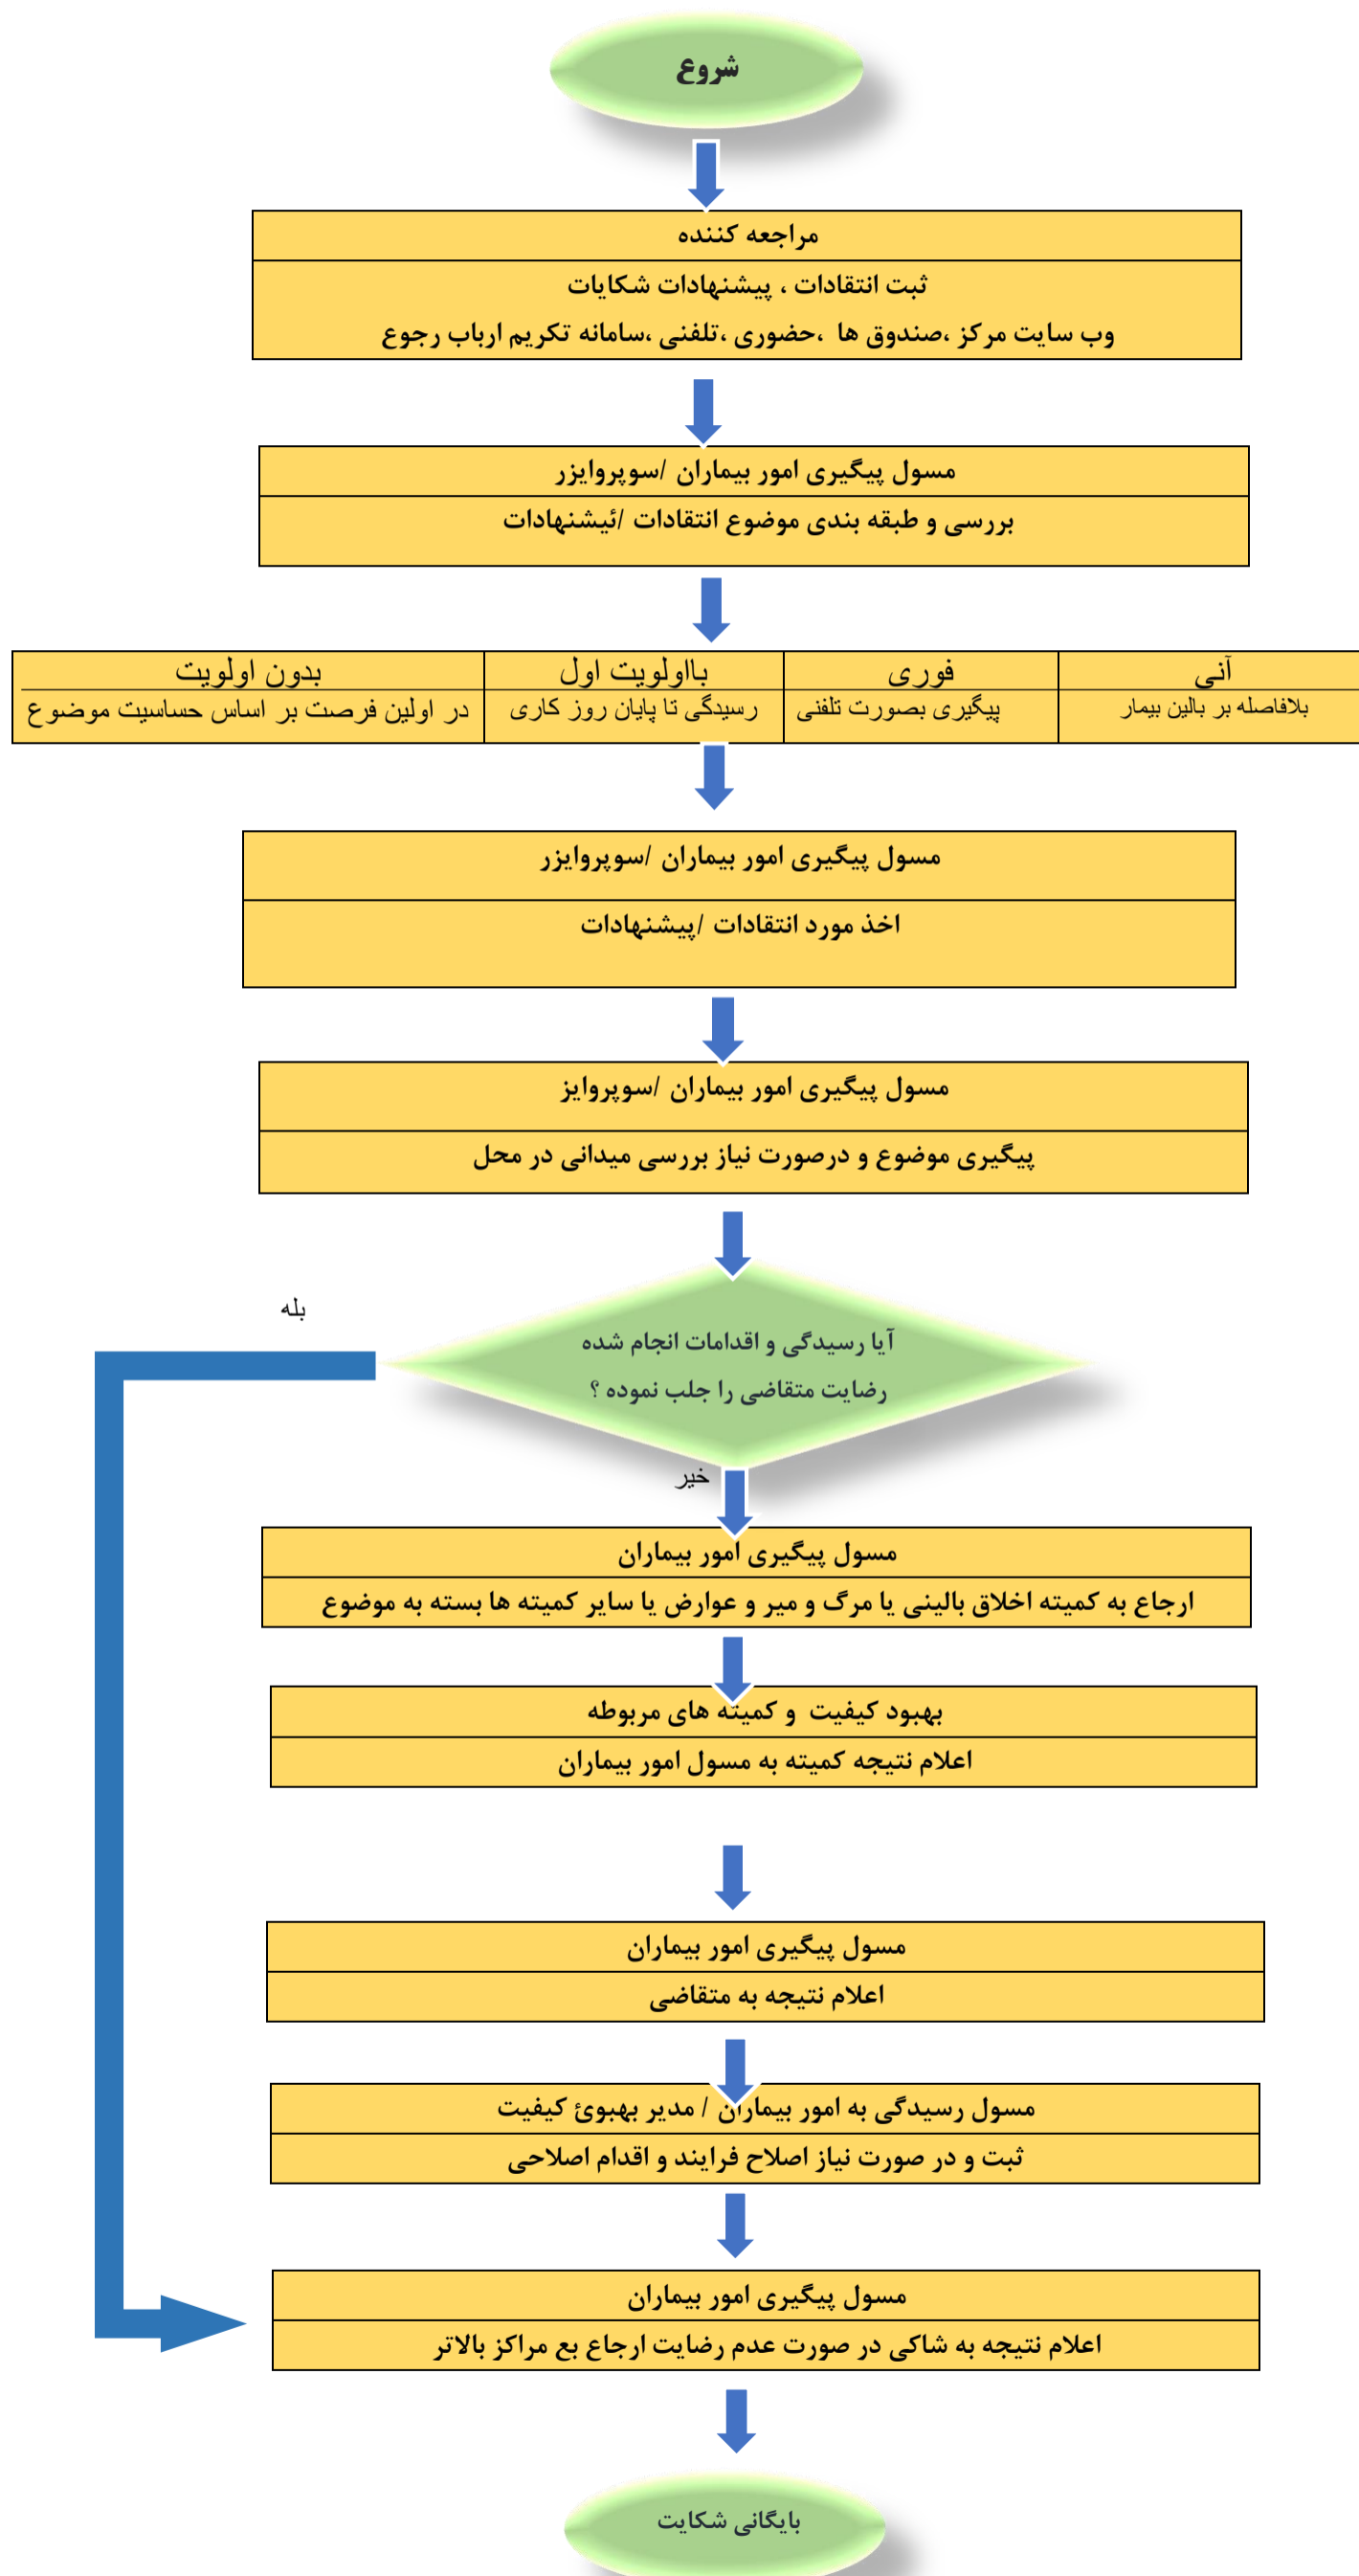 شروع
مراجعه کننده
ثبت انتقادات ، پیشنهادات شکایات
وب سایت مرکز ،صندوق ها ،حضوری ،تلفنی ،سامانه تکریم ارباب رجوع
مسول پیگیری امور بیماران /سوپروایزر
بررسی و طبقه بندی موضوع انتقادات /ئیشنهادات
آنی
بلافاصله بر بالین بیمار
فوری
پیگیری بصورت تلفنی
بااولویت اول
رسیدگی تا پایان روز کاری
بدون اولویت
در اولین فرصت بر اساس حساسیت موضوع
مسول پیگیری امور بیماران /سوپروایزر
اخذ مورد انتقادات /پیشنهادات
مسول پیگیری امور بیماران /سوپروایز
پیگیری موضوع و درصورت نیاز بررسی میدانی در محل
بله
آیا رسیدگی و اقدامات انجام شده
رضایت متقاضی را جلب نموده ؟
خیر
مسول پیگیری امور بیماران
ارجاع به کمیته اخلاق بالینی یا مرگ و میر و عوارض یا سایر کمیته ها بسته به موضوع
بهبود کیفیت و کمیته های مربوطه
اعلام نتیجه کمیته به مسول امور بیماران
مسول پیگیری امور بیماران
اعلام نتیجه به متقاضی
مسول رسیدگی به امور بیماران / مدیر بهبوئ کیفیت
ثبت و در صورت نیاز اصلاح فرایند و اقدام اصلاحی
مسول پیگیری امور بیماران
اعلام نتیجه به شاکی در صورت عدم رضایت ارجاع بع مراکز بالاتر
بایگانی شکایت